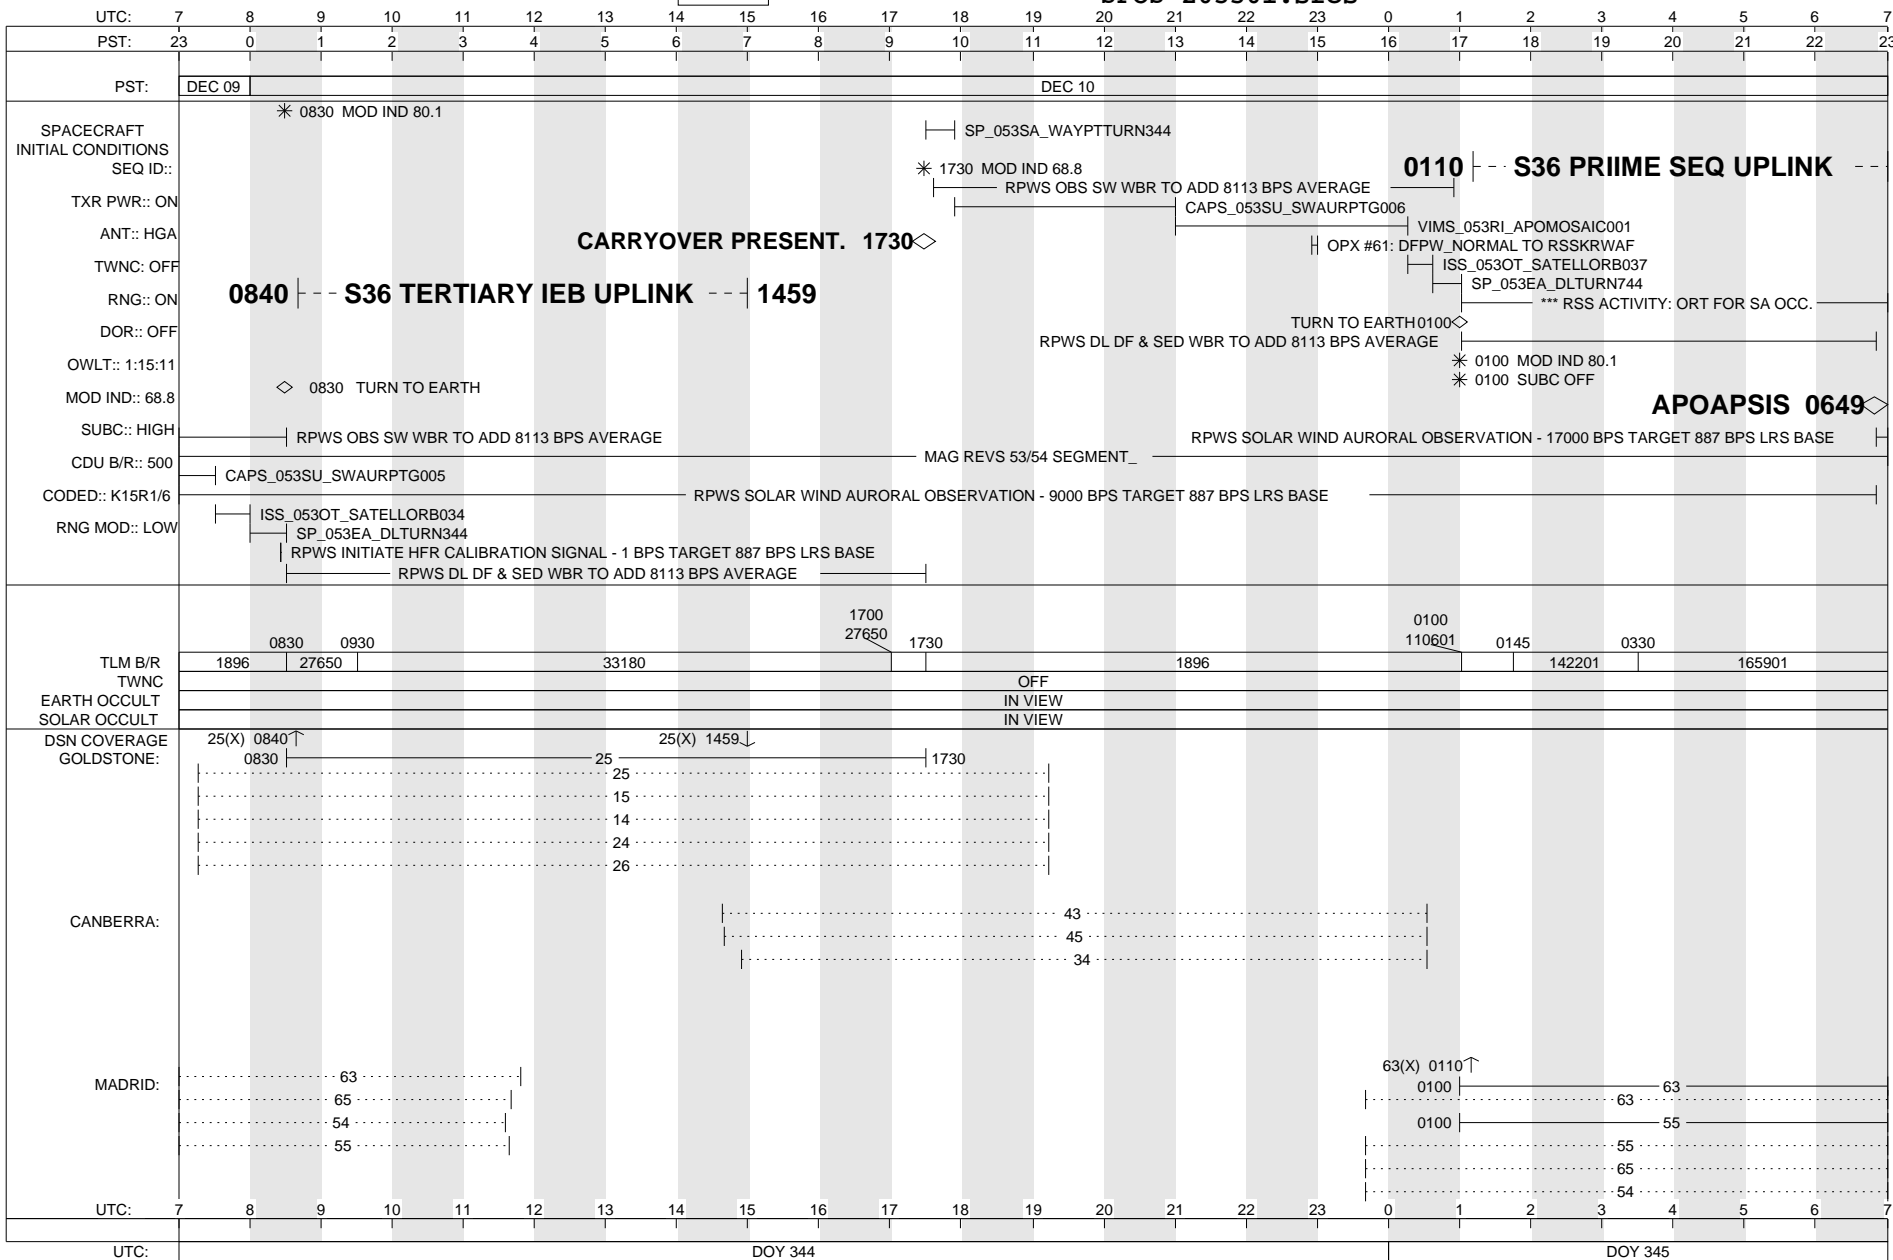 UTC: 7 8 9 10 11 12 13 14 15 16 17 18 19 20 21 22 23 0 1 2 3 4 5 6 7
PST: 23 0 1 2 3 4 5 6 7 8 9 10 11 12 13 14 15 16 17 18 19 20 21 22 23
PST: DEC 09 DEC 10
0830 MOD IND 80.1
SPACECRAFT
INITIAL CONDITIONS
SP_053SA_WAYPTTURN344
SEQ ID::
1730 MOD IND 68.8
0110 S36 PRIIME SEQ UPLINK
RPWS OBS SW WBR TO ADD 8113 BPS AVERAGE
TXR PWR:: ON
CAPS_053SU_SWAURPTG006
VIMS_053RI_APOMOSAIC001
ANT:: HGA
CARRYOVER PRESENT. 1730
OPX #61: DFPW_NORMAL TO RSSKRWAF
TWNC: OFF
ISS_053OT_SATELLORB037
SP_053EA_DLTURN744
RNG:: ON
0840 S36 TERTIARY IEB UPLINK 1459
*** RSS ACTIVITY: ORT FOR SA OCC.
DOR:: OFF
TURN TO EARTH 0100
RPWS DL DF & SED WBR TO ADD 8113 BPS AVERAGE
OWLT:: 1:15:11
0100 MOD IND 80.1
0830 TURN TO EARTH
0100 SUBC OFF
MOD IND:: 68.8
APOAPSIS 0649
SUBC:: HIGH
RPWS OBS SW WBR TO ADD 8113 BPS AVERAGE
RPWS SOLAR WIND AURORAL OBSERVATION - 17000 BPS TARGET 887 BPS LRS BASE
CDU B/R:: 500
MAG REVS 53/54 SEGMENT_
CAPS_053SU_SWAURPTG005
CODED:: K15R1/6
RPWS SOLAR WIND AURORAL OBSERVATION - 9000 BPS TARGET 887 BPS LRS BASE
ISS_053OT_SATELLORB034
RNG MOD:: LOW
SP_053EA_DLTURN344
RPWS INITIATE HFR CALIBRATION SIGNAL - 1 BPS TARGET 887 BPS LRS BASE
RPWS DL DF & SED WBR TO ADD 8113 BPS AVERAGE
1700 0100
27650 110601
0830 0930 1730 0145 0330
TLM B/R 1896 27650 33180 1896 142201 165901
TWNC OFF
EARTH OCCULT IN VIEW
SOLAR OCCULT IN VIEW
DSN COVERAGE 25(X) 0840 25(X) 1459
GOLDSTONE: 0830 25 1730
25
15
14
24
26
CANBERRA: 43
45
34
63(X) 0110
MADRID: 63 0100 63
65 63
54 0100 55
55 55
65
54
UTC: 7 8 9 10 11 12 13 14 15 16 17 18 19 20 21 22 23 0 1 2 3 4 5 6 7
UTC: DOY 344 DOY 345